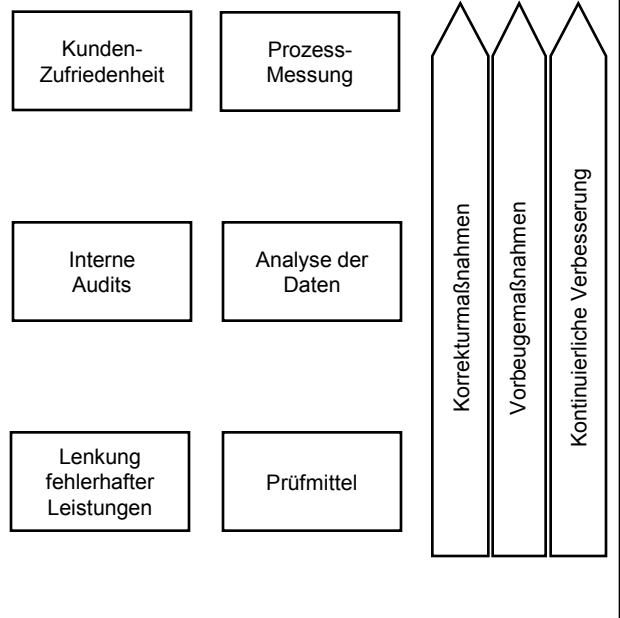 Kunden-
Zufriedenheit
Prozess-
Messung
Interne
Audits
Analyse der
Daten
Lenkung
fehlerhafter
Leistungen
Prüfmittel
Korrekturmaßnahmen
Vorbeugemaßnahmen
Kontinuierliche Verbesserung